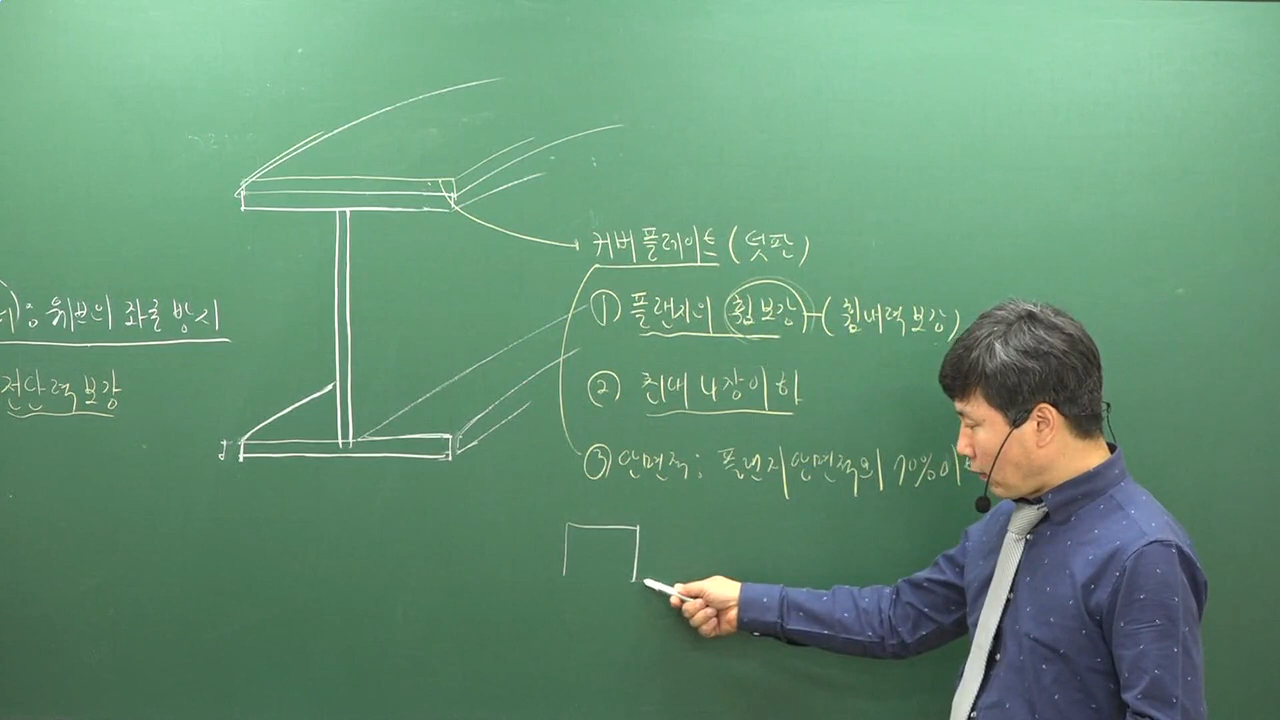 웨브의 좌굴 방지
전단력 보강
커버 플레이트 (덧판)
① 플랜지의 휨 보강 - (휨내력 보강)
② 최대 4장이하
③ 단면적 : 플랜지 단면적의 70% 이